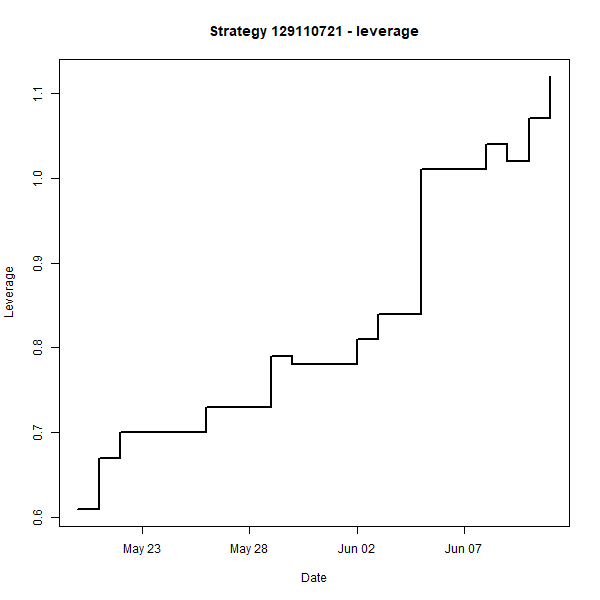 Strategy 129110721 - leverage
Leverage
1.1
1.0
0.9
0.8
0.7
0.6
May 23
May 28
Jun 02
Jun 07
Date